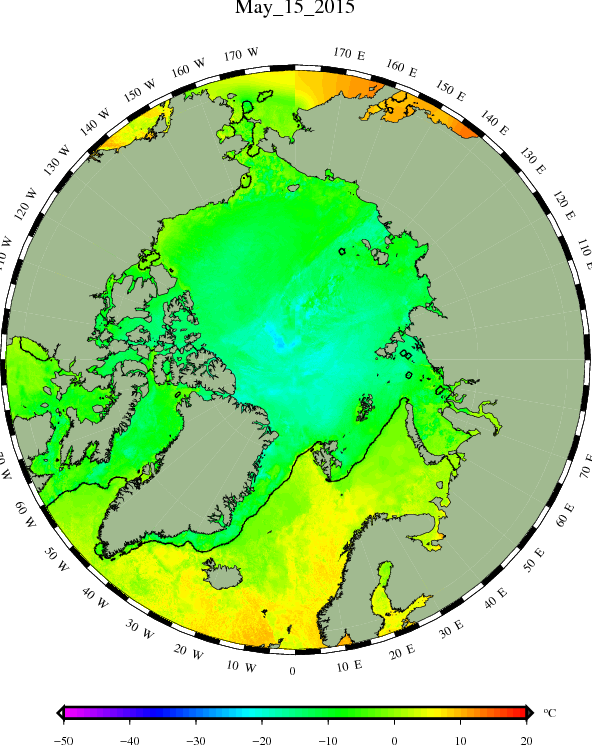 May_15_2015
170 W
170 E
160 W
160 E
150 W
150 E
140 W
140 E
130 W
130 E
120 W
120 E
110 E
60 W
70 E
50 W
60 E
40 W
50 E
30 W
40 E
20 W
30 E
10 W
20 E
0
10 E
°C
−50 −40 −30 −20 −10 0 10 20